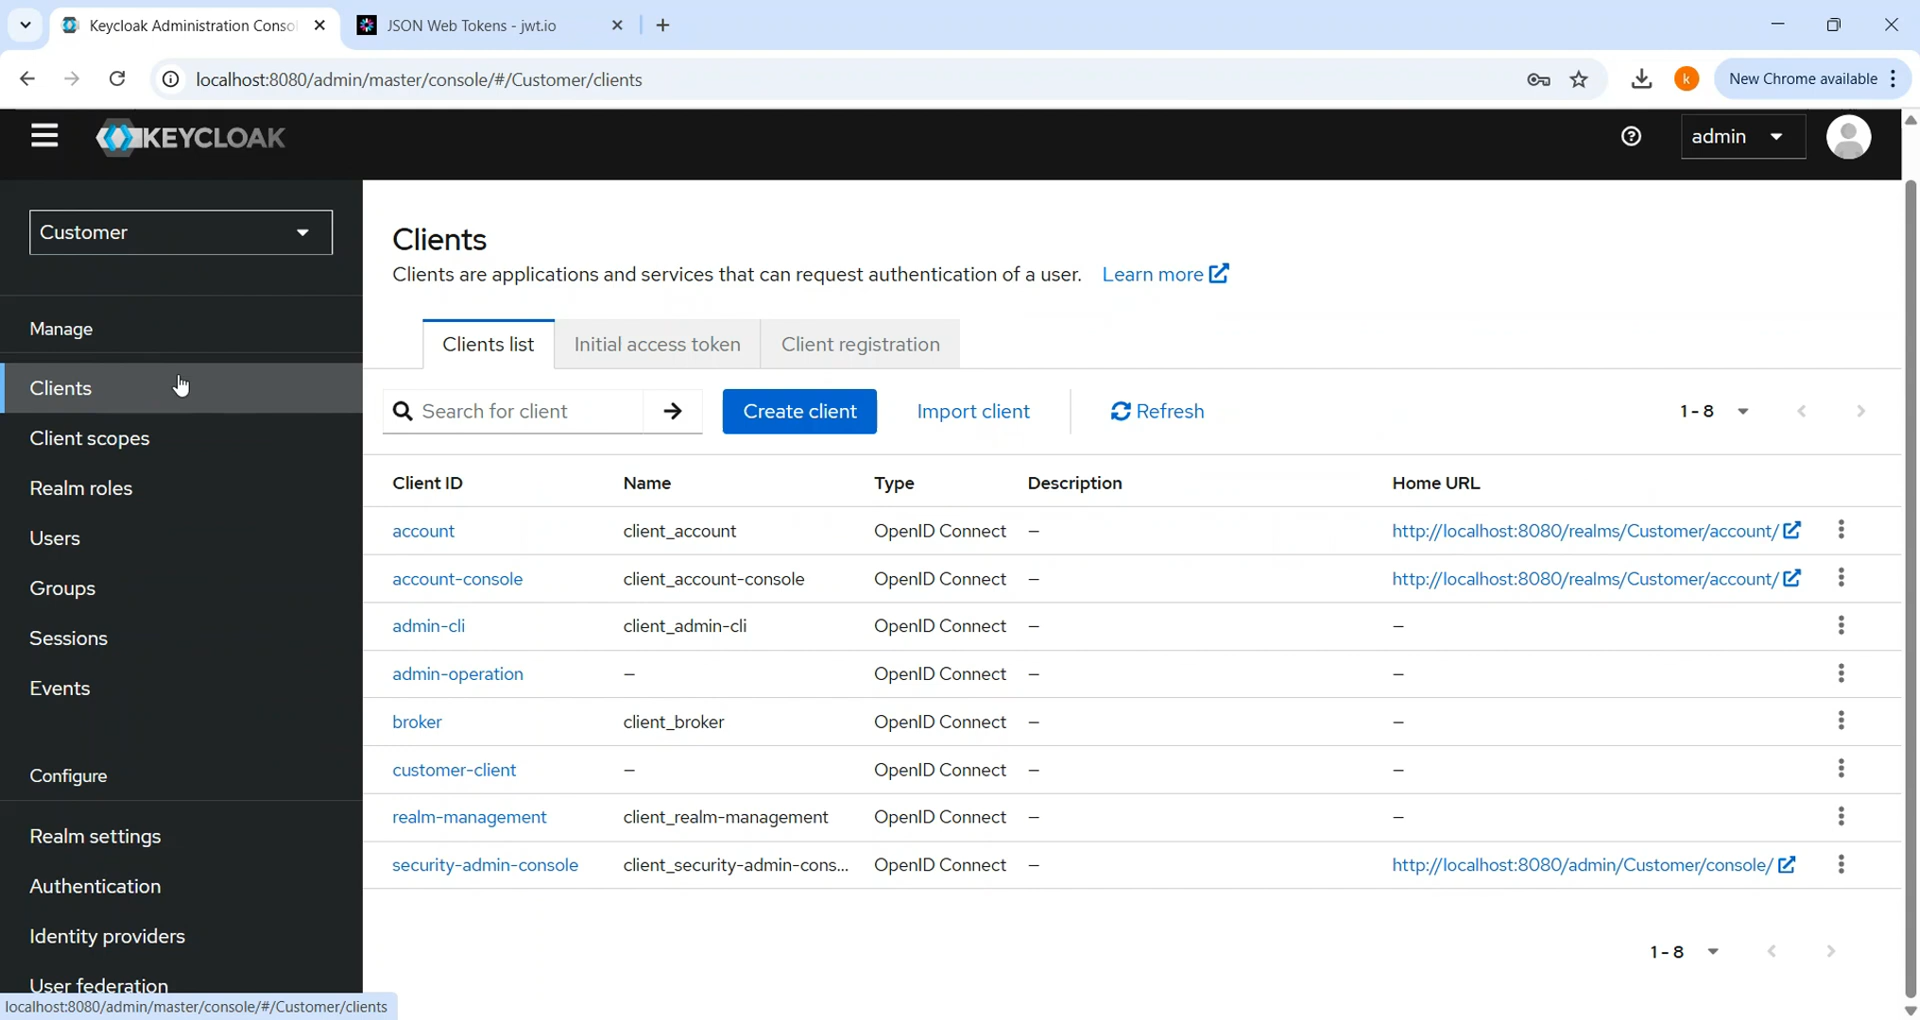 Keycloak Administration Consol
JSON Web Tokens - jwt.io
localhost:8080/admin/master/console/#/Customer/clients
k
New Chrome available
KEYCLOAK
admin
Customer
Manage
Clients
Client scopes
Realm roles
Users
Groups
Sessions
Events
Configure
Realm settings
Authentication
Identity providers
User federation
localhost:8080/admin/master/console/#/Customer/clients
Clients
Clients are applications and services that can request authentication of a user. Learn more
Clients list Initial access token Client registration
Search for client Create client Import client Refresh 1 - 8
Client ID Name Type Description Home URL
account client_account OpenID Connect – http://localhost:8080/realms/Customer/account/
account-console client_account-console OpenID Connect – http://localhost:8080/realms/Customer/account/
admin-cli client_admin-cli OpenID Connect – –
admin-operation – OpenID Connect – –
broker client_broker OpenID Connect – –
customer-client – OpenID Connect – –
realm-management client_realm-management OpenID Connect – –
security-admin-console client_security-admin-cons... OpenID Connect – http://localhost:8080/admin/Customer/console/
1 - 8